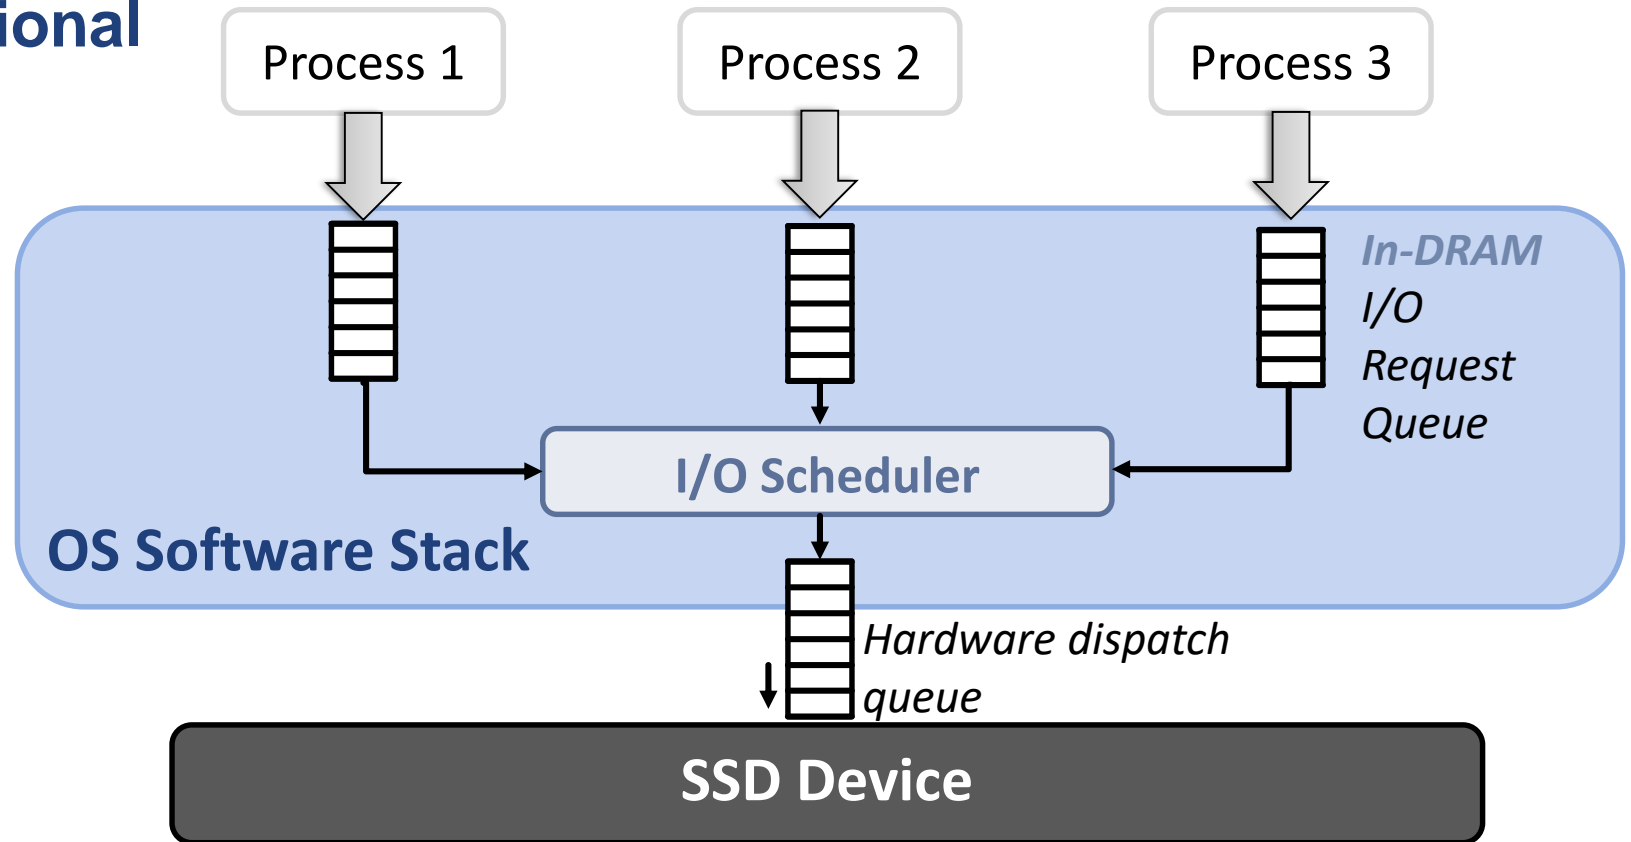 ional
Process 1
Process 2
Process 3
In-DRAM
I/O
Request
Queue
I/O Scheduler
OS Software Stack
Hardware dispatch
queue
SSD Device